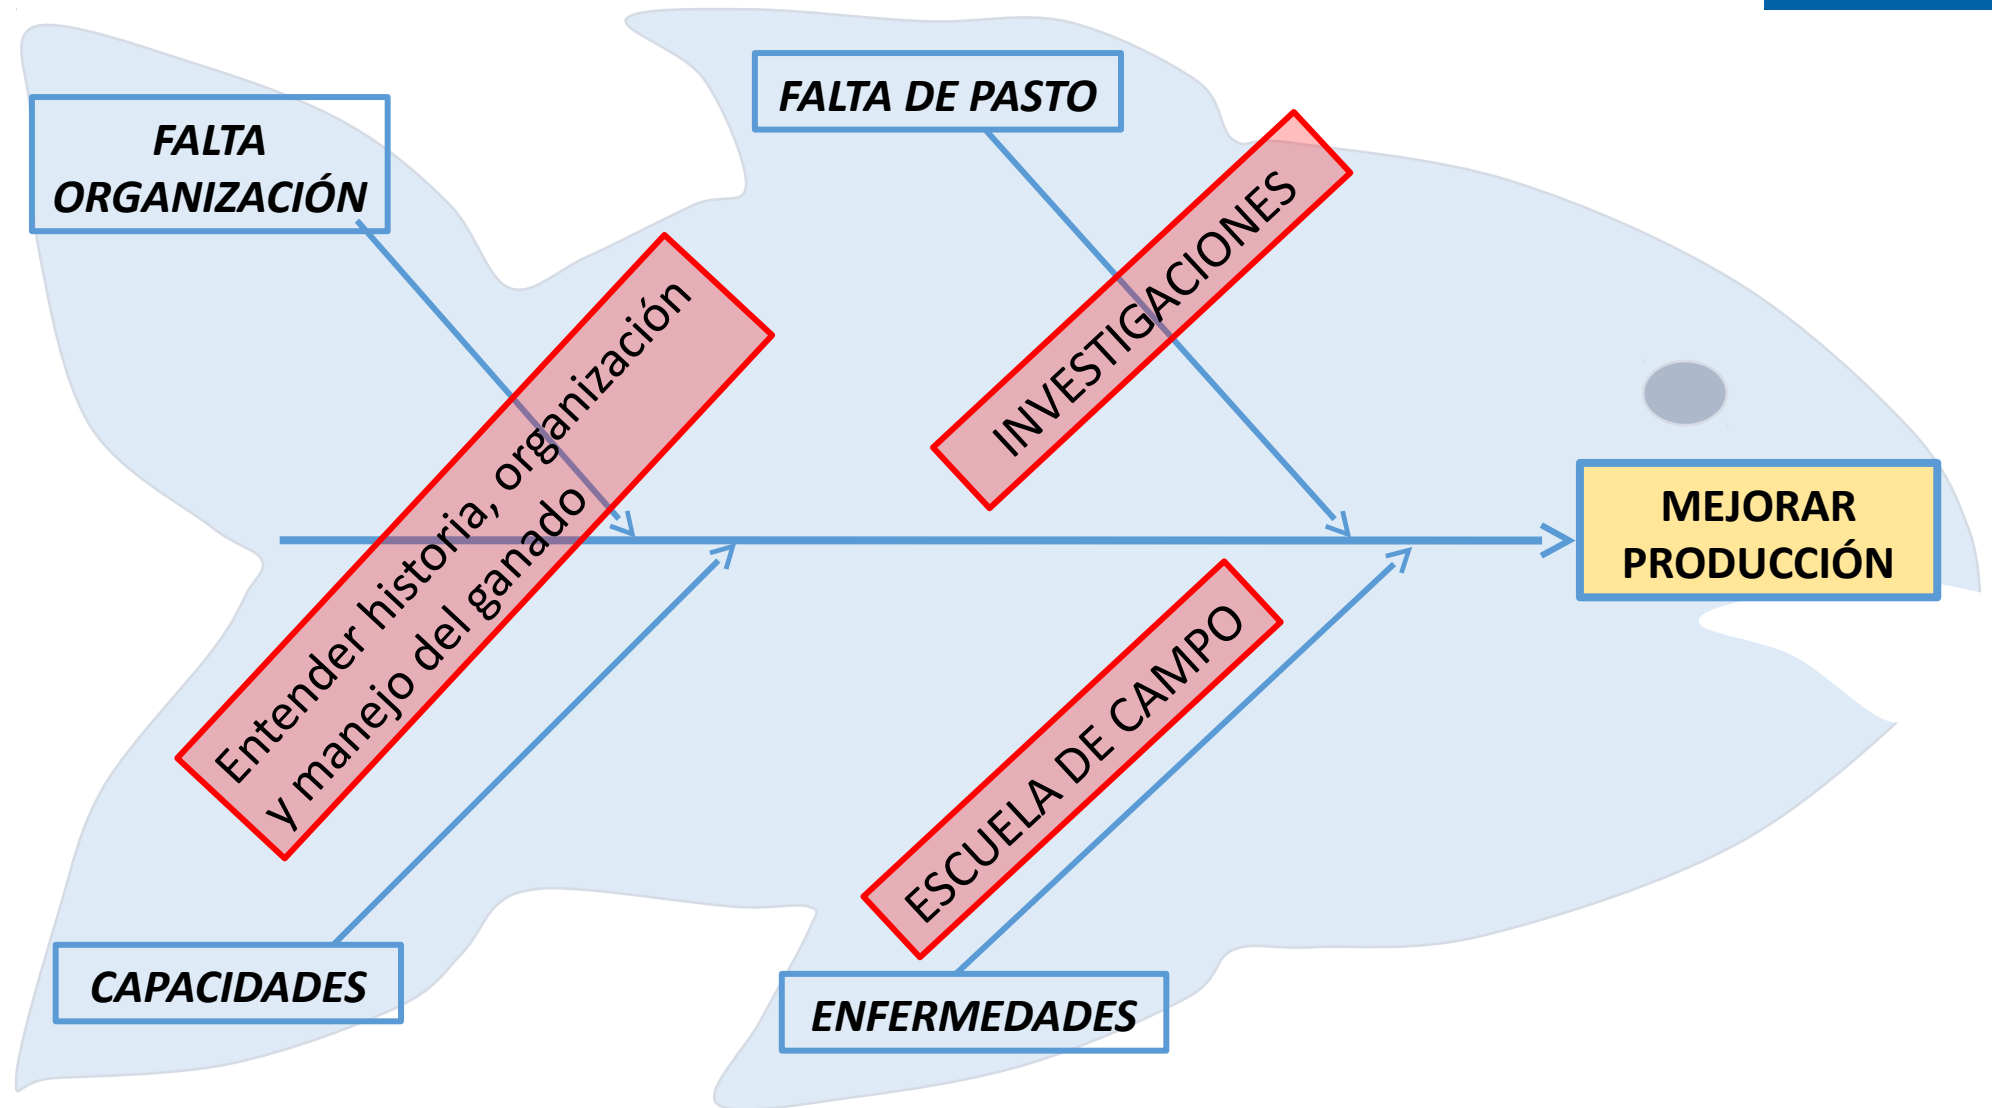 FALTA
ORGANIZACIÓN
FALTA DE PASTO
INVESTIGACIONES
Entender historia, organización
y manejo del ganado
MEJORAR
PRODUCCIÓN
ESCUELA DE CAMPO
CAPACIDADES
ENFERMEDADES